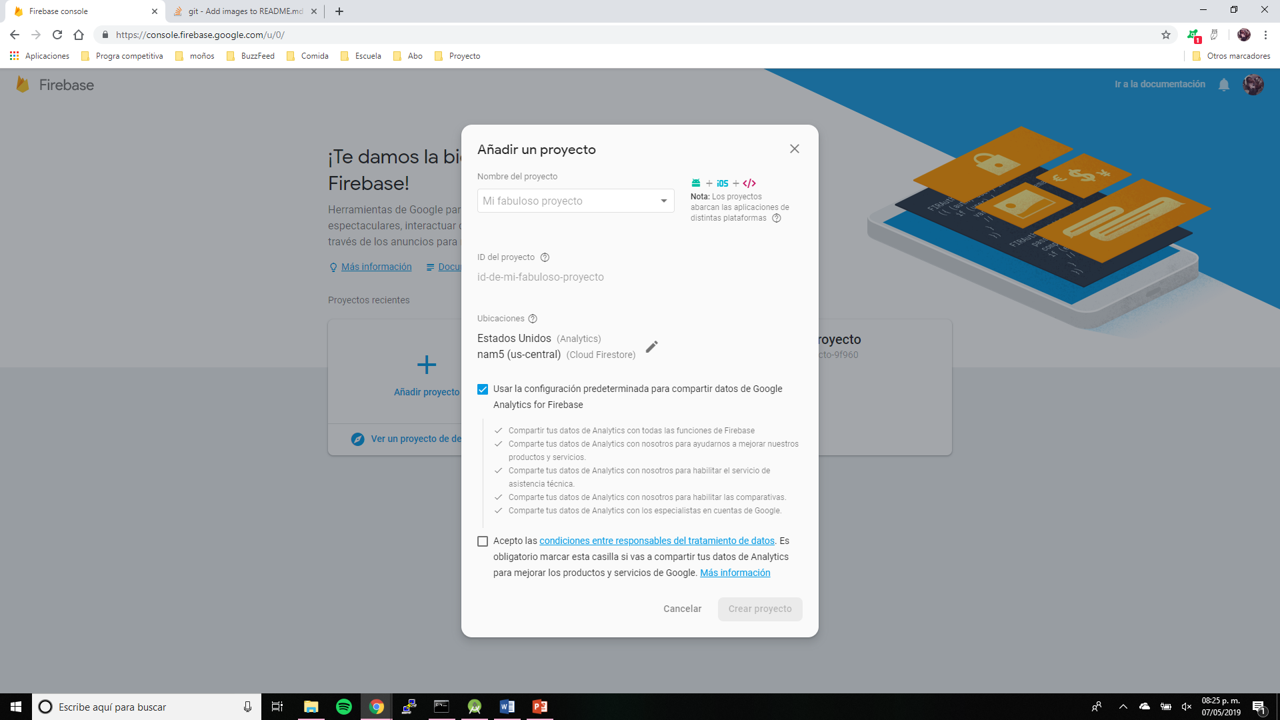 Firebase console
git - Add images to README.md
https://console.firebase.google.com/u/0/
Aplicaciones
Progra competitiva
moños
BuzzFeed
Comida
Escuela
Abo
Proyecto
Otros marcadores
Firebase
Ir a la documentación
¡Te damos la bi
Firebase!
Herramientas de Google par
espectaculares, interactuar c
través de los anuncios para
Más información
Docu
Proyectos recientes
Añadir proyecto
Ver un proyecto de de
royecto
cto-9f960
Añadir un proyecto
Nombre del proyecto
Mi fabuloso proyecto
iOS
Nota: Los proyectos
abarcan las aplicaciones de
distintas plataformas
ID del proyecto
id-de-mi-fabuloso-proyecto
Ubicaciones
Estados Unidos (Analytics)
nam5 (us-central) (Cloud Firestore)
Usar la configuración predeterminada para compartir datos de Google
Analytics for Firebase
Compartir tus datos de Analytics con todas las funciones de Firebase
Comparte tus datos de Analytics con nosotros para ayudarnos a mejorar nuestros
productos y servicios.
Comparte tus datos de Analytics con nosotros para habilitar el servicio de
asistencia técnica.
Comparte tus datos de Analytics con nosotros para habilitar las comparativas.
Comparte tus datos de Analytics con los especialistas en cuentas de Google.
Acepto las condiciones entre responsables del tratamiento de datos. Es
obligatorio marcar esta casilla si vas a compartir tus datos de Analytics
para mejorar los productos y servicios de Google. Más información
Cancelar
Crear proyecto
Escribe aquí para buscar
08:25 p. m.
07/05/2019